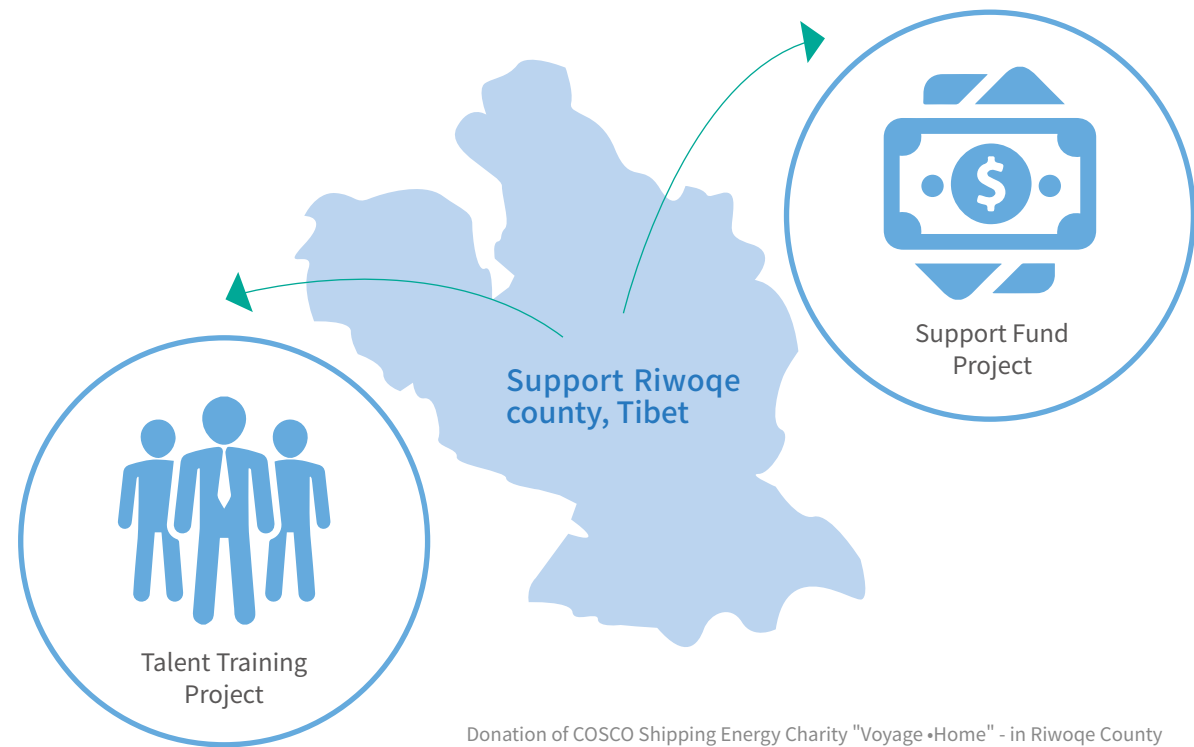 $
Support Fund
Project
Support Riwoqe
county, Tibet
Talent Training
Project
Donation of COSCO Shipping Energy Charity "Voyage •Home" - in Riwoqe County